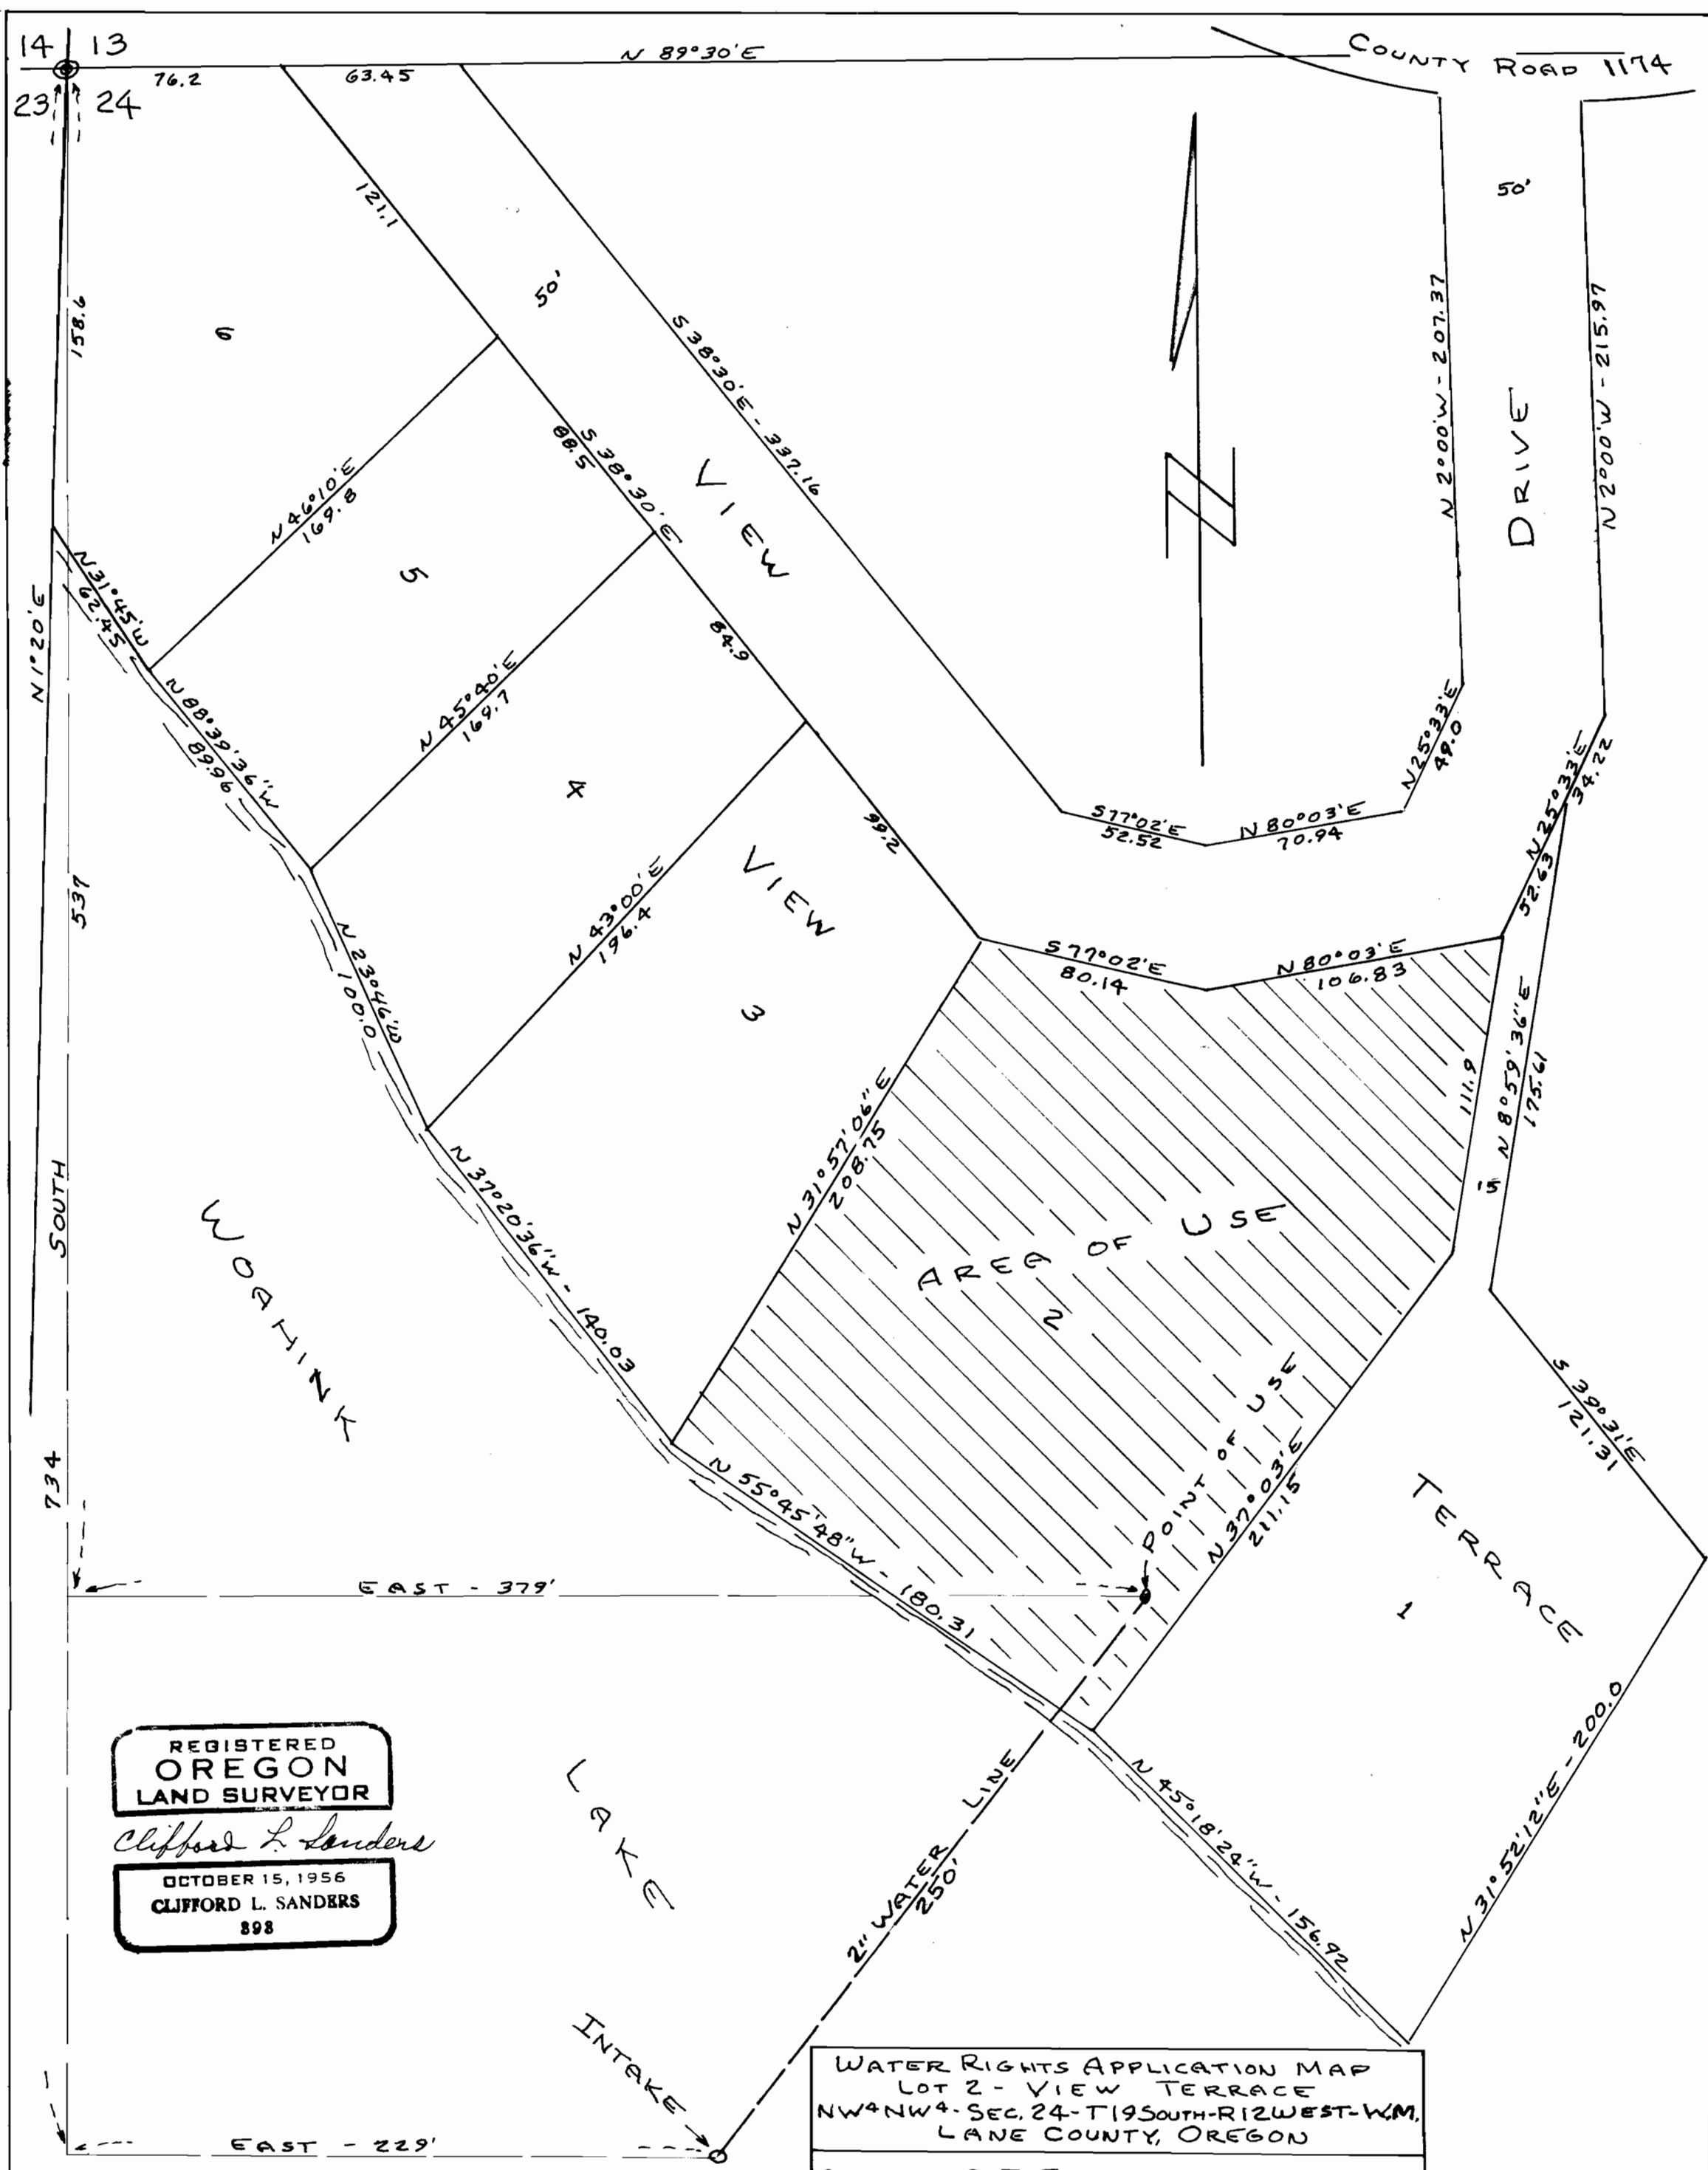 14 13
23 24
N 89°30'E
76.2
63.45
COUNTY ROAD 1174
121.1
50'
50'
158.6
6
S 38°30'E - 337.16
N 2°00'W - 207.37
DRIVE
N 2°00'W - 215.97
N 46°10'E
169.8
88.5
S 38°30'E
VIEW
N
5
N 31°45'W
62.45
N 1°20'E
N 45°40'E
169.7
84.9
N 88°39'36"W
89.96
N 25°33'E
49.0
N 25°33'E
34.22
4
S 77°02'E
52.52
N 80°03'E
70.94
99.2
VIEW
537
N 43°00'E
196.4
52.63
N 23°46'W
100.0
S 77°02'E
80.14
N 80°03'E
106.83
3
111.9
N 8°59'36"E
175.61
N 31°57'06"E
208.75
15
SOUTH
WOAHINK
N 37°20'36"W - 140.03
AREA OF USE
2
POINT OF USE
S 39°31'E
121.31
734
N 55°45'48"W - 180.31
N 37°03'E
211.15
TERRACE
1
EAST - 379'
REGISTERED
OREGON
LAND SURVEYOR
Clifford L. Sanders
OCTOBER 15, 1956
CLIFFORD L. SANDERS
898
LAKE
2" WATER LINE
250'
N 45°18'24"W - 156.92
N 31°52'12"E - 200.0
INTAKE
EAST - 229'
WATER RIGHTS APPLICATION MAP
LOT 2 - VIEW TERRACE
NW4NW4-SEC.24-T19SOUTH-R12WEST-W.M.
LANE COUNTY, OREGON